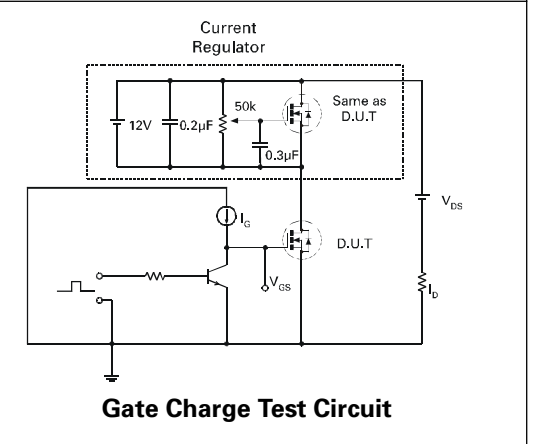 Current
Regulator
12V
0.2µF
50k
0.3µF
Same as
D.U.T
V_DS
I_G
D.U.T
V_GS
I_D
Gate Charge Test Circuit